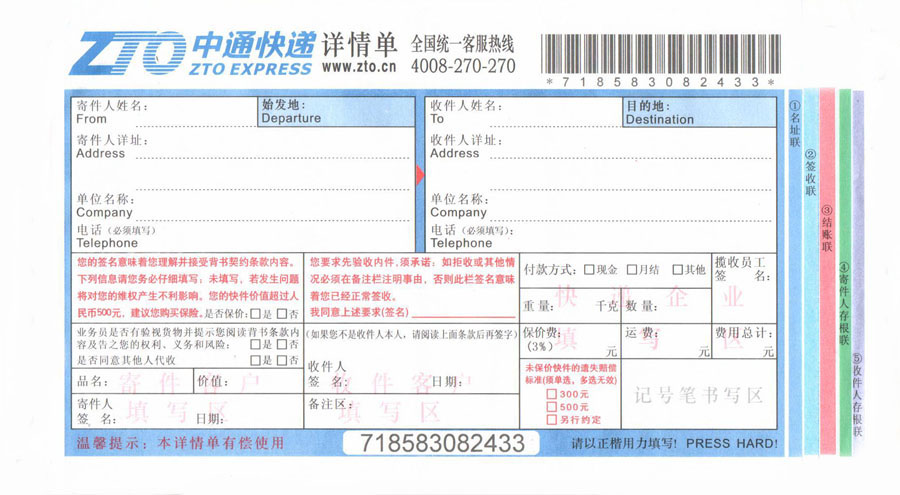 ZTO 中通快递 详情单 全国统一客服热线
ZTO EXPRESS www.zto.cn 4008-270-270
*718583082433*
寄件人姓名: 始发地:
From Departure
寄件人详址:
Address
单位名称:
Company
电话 (必须填写)
Telephone
收件人姓名: 目的地:
To Destination
收件人详址:
Address
单位名称:
Company
电话 (必须填写):
Telephone
您的签名意味着您理解并接受背书契约条款内容。
下列信息请您务必仔细填写;未填写,若发生问题
将对您的维权产生不利影响。您的快件价值超过人
民币500元,建议您购买保险。是否保价:□是 □否
您要求先验收内件,须承诺:如拒收或其他情
况必须在备注栏注明事由,否则此栏签名意味
着您已经正常签收。
我同意上述要求(签名)
付款方式:□现金 □月结 □其他
揽收员工
签 名:
快递企业
填写区
重量: 千克 数量:
业务员是否有验视货物并提示您阅读背书条款内
容及告之您的权利、义务和风险: □是 □否
是否同意其他人代收 □是 □否
(如果您不是收件人本人,请阅读上面条款后再签字)
收件人
签 名: 日期:
保价费: 运费: 费用总计:
(3%) 元 元 元
品名: 价值:
寄件客户
填写区
寄件人
签 名: 日期:
收件客户
填写区
备注区:
未保价快件的遗失赔偿
标准(须单选,多选无效)
□300元
□500元
□另行约定
记号笔书写区
温馨提示:本详情单有偿使用 718583082433 请以正楷用力填写! PRESS HARD!
①名址联
②签收联
③结账联
④寄件人存根联
⑤收件人存根联